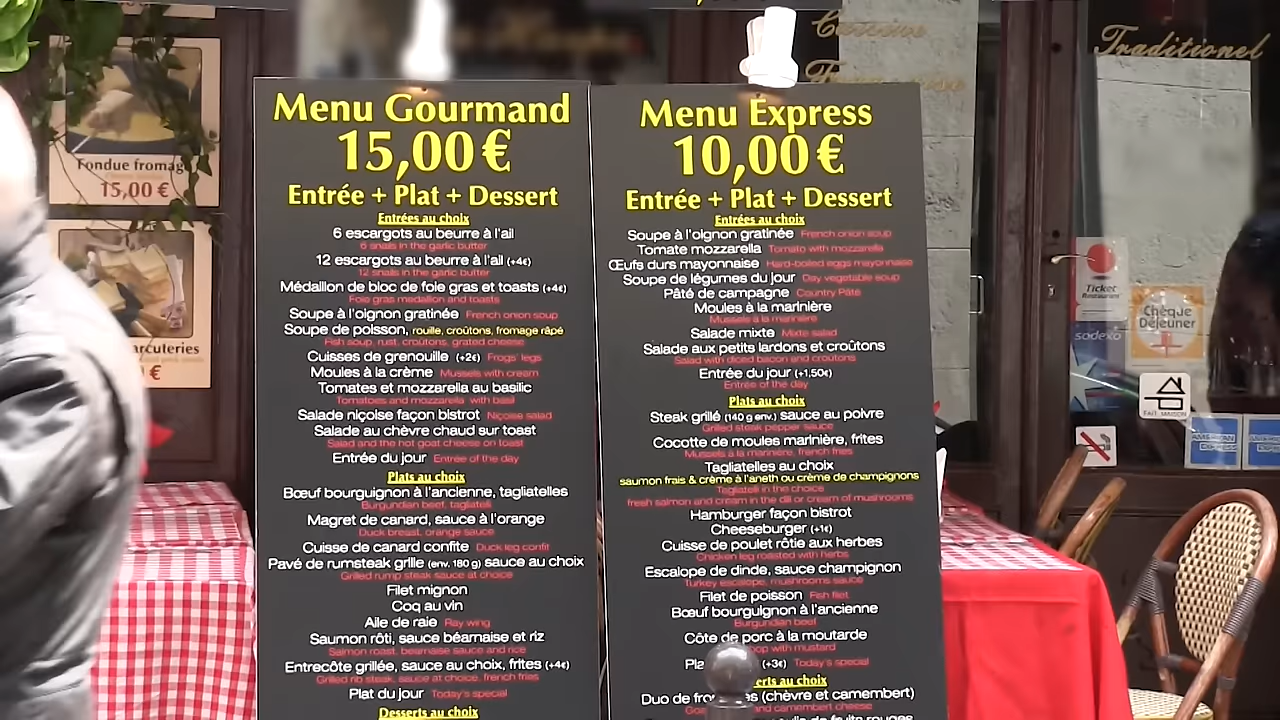 Cuisine
Française
Traditionel
Fondue fromage
15,00 €
arcuteries
€
Menu Gourmand
15,00 €
Entrée + Plat + Dessert
Entrées au choix
6 escargots au beurre à l'ail
6 snails in the garlic butter
12 escargots au beurre à l'ail (+4€)
12 snails in the garlic butter
Médaillon de bloc de foie gras et toasts (+4€)
Foie gras medallion and toasts
Soupe à l'oignon gratinée French onion soup
Soupe de poisson, rouille, croûtons, fromage râpé
Fish soup, rust, croutons, grated cheese
Cuisses de grenouille (+2€) Frogs' legs
Moules à la crème Mussels with cream
Tomates et mozzarella au basilic
Tomatoes and mozzarella with basil
Salade niçoise façon bistrot Niçoise salad
Salade au chèvre chaud sur toast
Salad and the hot goat cheese on toast
Entrée du jour Entrée of the day
Plats au choix
Bœuf bourguignon à l'ancienne, tagliatelles
Burgundian beef, tagliatell
Magret de canard, sauce à l'orange
Duck breast, orange sauce
Cuisse de canard confite Duck leg confit
Pavé de rumsteak grille (env. 180 g) sauce au choix
Grilled rump steak sauce at choice
Filet mignon
Coq au vin
Aile de raie Ray wing
Saumon rôti, sauce béarnaise et riz
Salmon roast, bearnaise sauce and rice
Entrecôte grillée, sauce au choix, frites (+4€)
Grilled rib steak, sauce at choice, french fries
Plat du jour Today's special
Desserts au choix
Menu Express
10,00 €
Entrée + Plat + Dessert
Entrées au choix
Soupe à l'oignon gratinée French onion soup
Tomate mozzarella Tomato with mozzarella
Œufs durs mayonnaise Hard-boiled eggs mayonnaise
Soupe de légumes du jour Day vegetable soup
Pâté de campagne Country Pâté
Moules à la marinière
Mussels à la marinière
Salade mixte Mixte salad
Salade aux petits lardons et croûtons
Salad with diced bacon and croûtons
Entrée du jour (+1,50€)
Entrée of the day
Plats au choix
Steak grillé (140 g env.) sauce au poivre
Grilled steak pepper sauce
Cocotte de moules marinière, frites
Mussels à la marinière, french fries
Tagliatelles au choix
saumon frais & crème à l'aneth ou crème de champignons
Tagliatelli in the choice
fresh salmon and cream in the dill or cream of mushrooms
Hamburger façon bistrot
Cheeseburger (+1€)
Cuisse de poulet rôtie aux herbes
Chicken leg roasted with herbs
Escalope de dinde, sauce champignon
Turkey escalope, mushrooms sauce
Filet de poisson Fish filet
Bœuf bourguignon à l'ancienne
Burgundian beef
Côte de porc à la moutarde
hop with mustard
Pla (+3€) Today's special
erts au choix
Duo de fromages (chèvre et camembert)
and camembert cheese
de fruits rouges
Ticket
Restaurant
Chèque
Déjeuner
sodexo
FAIT MAISON
AMERICAN
EXPRESS
AMERICAN
EXPRESS